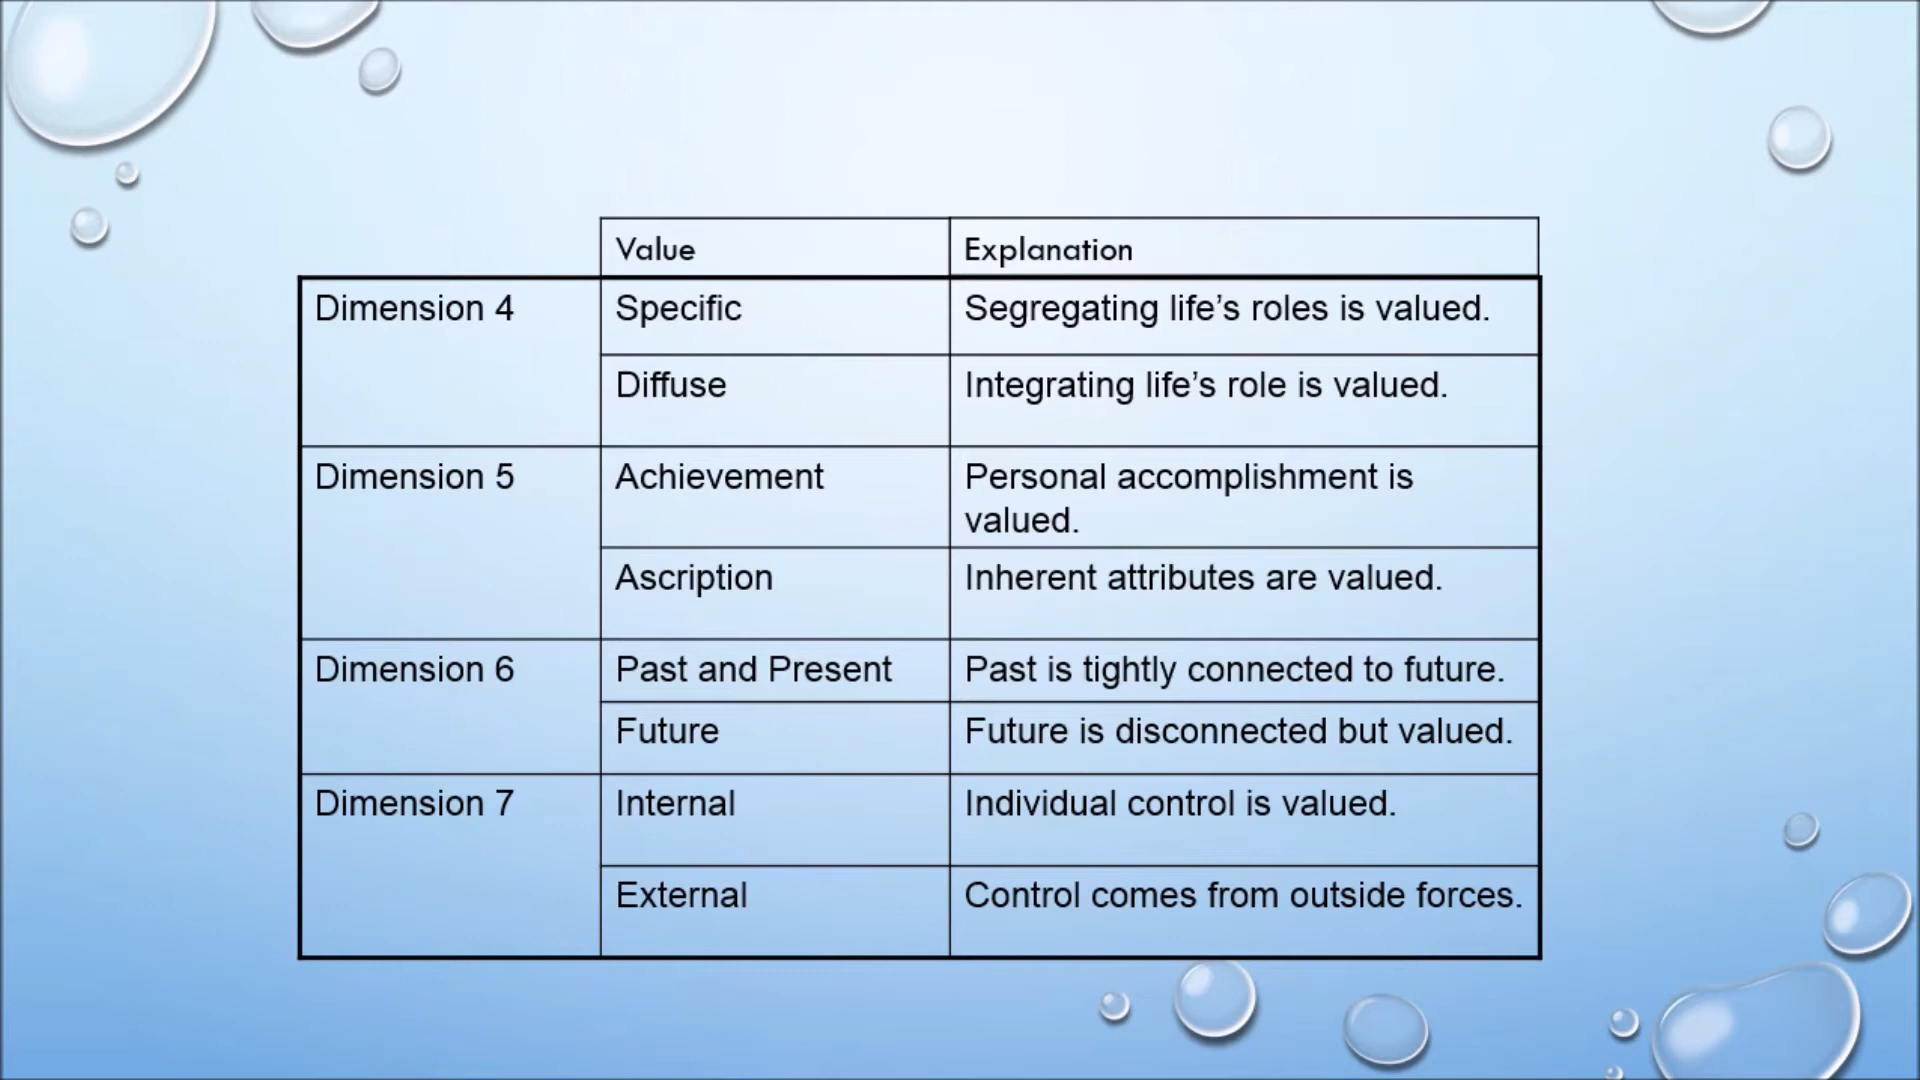 Value Explanation
Dimension 4 Specific Segregating life’s roles is valued.
Diffuse Integrating life’s role is valued.
Dimension 5 Achievement Personal accomplishment is
valued.
Ascription Inherent attributes are valued.
Dimension 6 Past and Present Past is tightly connected to future.
Future Future is disconnected but valued.
Dimension 7 Internal Individual control is valued.
External Control comes from outside forces.